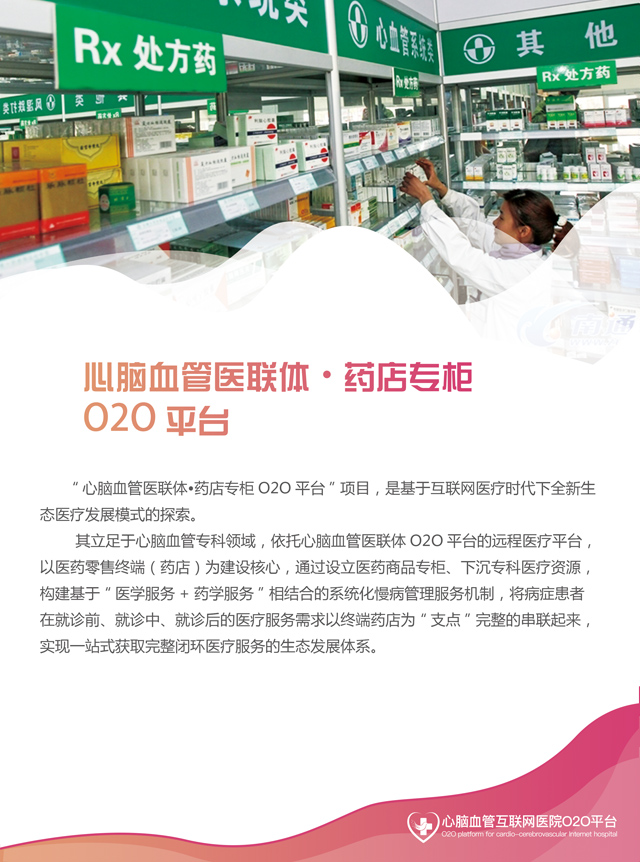 系统类
心血管系统类
其他
Rx 处方药
Rx 处方药
Rx 处方药
其他
心脑血管医联体·药店专柜
O2O 平台
“心脑血管医联体•药店专柜 O2O 平台”项目，是基于互联网医疗时代下全新生
态医疗发展模式的探索。
其立足于心脑血管专科领域，依托心脑血管医联体 O2O 平台的远程医疗平台，
以医药零售终端（药店）为建设核心，通过设立医药商品专柜、下沉专科医疗资源，
构建基于“医学服务 + 药学服务”相结合的系统化慢病管理服务机制，将病症患者
在就诊前、就诊中、就诊后的医疗服务需求以终端药店为“支点”完整的串联起来，
实现一站式获取完整闭环医疗服务的生态发展体系。
心脑血管互联网医院O2O平台
O2O platform for cardio-cerebrovascular internet hospital